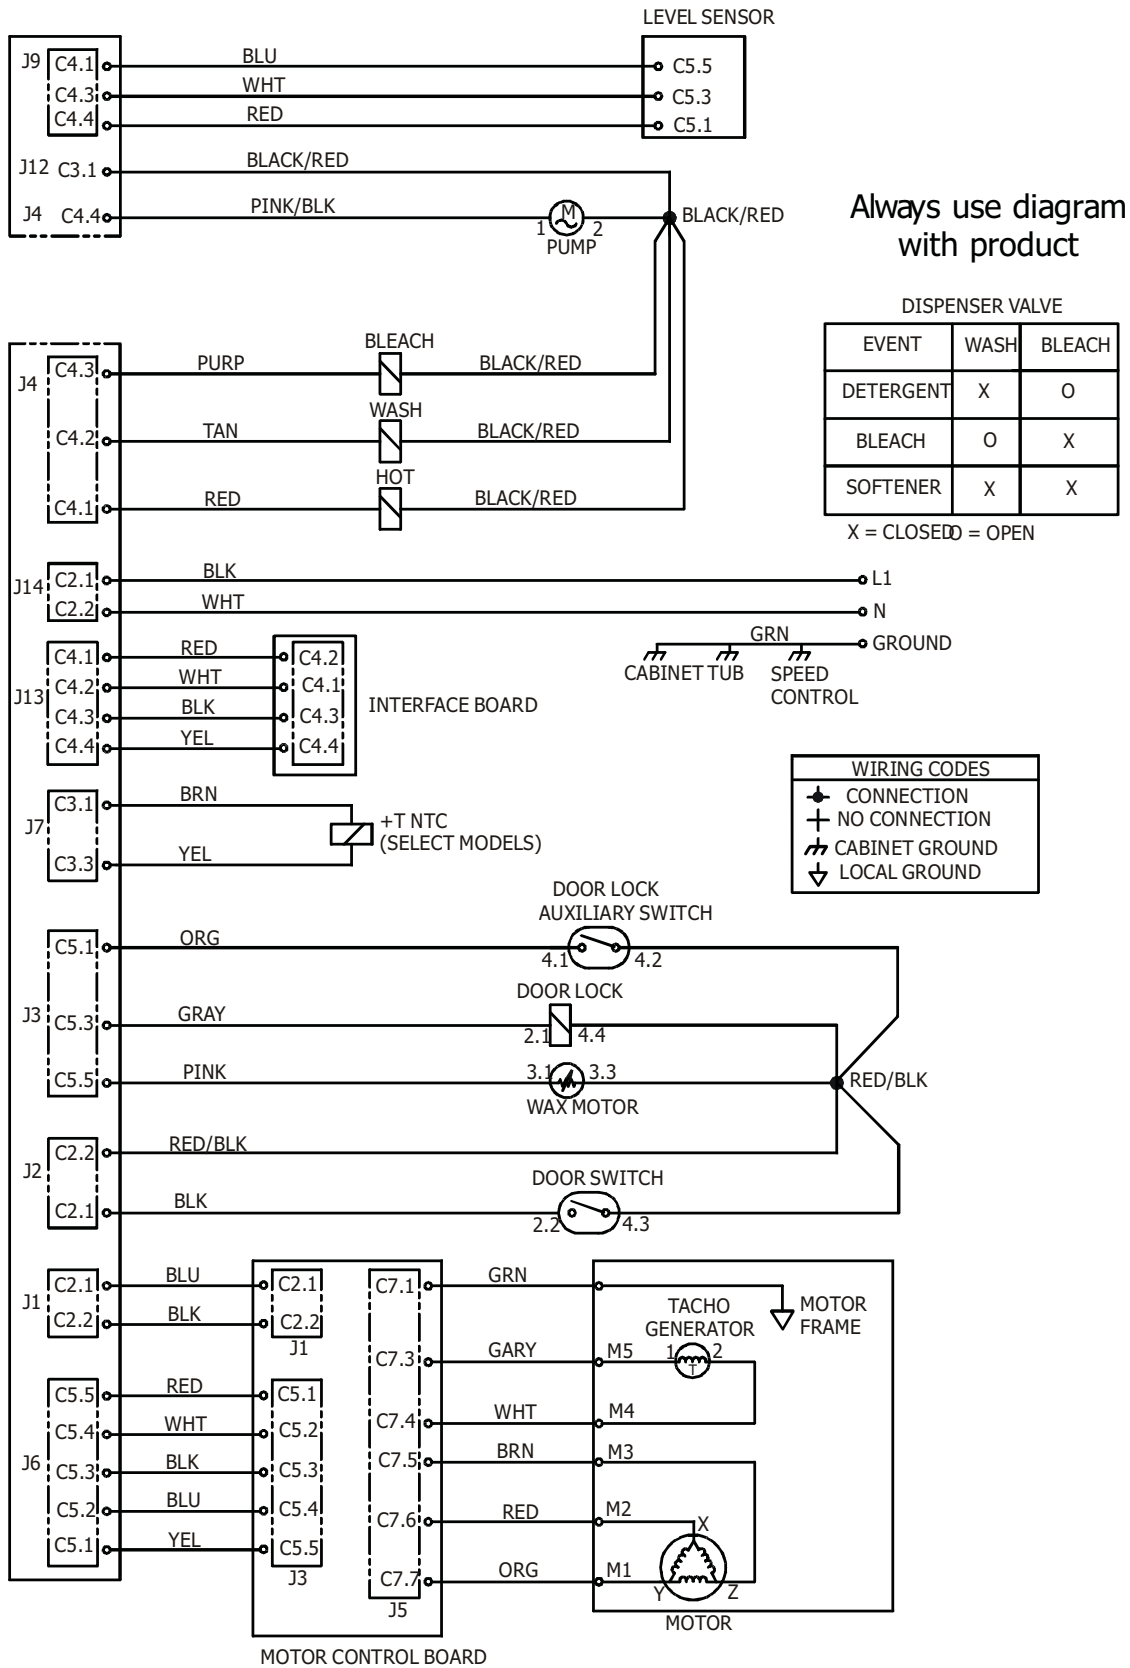 LEVEL SENSOR
J9
C4.1
BLU
C5.5
C4.3
WHT
C5.3
C4.4
RED
C5.1
J12
C3.1
BLACK/RED
J4
C4.4
PINK/BLK
M
1
2
PUMP
BLACK/RED
Always use diagram
with product
DISPENSER VALVE
EVENT WASH BLEACH
DETERGENT X O
BLEACH O X
SOFTENER X X
X = CLOSED O = OPEN
J4
C4.3
PURP
BLEACH
BLACK/RED
C4.2
TAN
WASH
BLACK/RED
C4.1
RED
HOT
BLACK/RED
J14
C2.1
BLK
L1
C2.2
WHT
N
GRN
GROUND
CABINET TUB
SPEED
CONTROL
J13
C4.1
RED
C4.2
C4.2
WHT
C4.1
C4.3
BLK
C4.3
C4.4
YEL
C4.4
INTERFACE BOARD
WIRING CODES
CONNECTION
NO CONNECTION
CABINET GROUND
LOCAL GROUND
J7
C3.1
BRN
+T NTC
(SELECT MODELS)
C3.3
YEL
DOOR LOCK
AUXILIARY SWITCH
J3
C5.1
ORG
4.1
4.2
DOOR LOCK
C5.3
GRAY
2.1
4.4
C5.5
PINK
3.1
3.3
WAX MOTOR
RED/BLK
J2
C2.2
RED/BLK
DOOR SWITCH
C2.1
BLK
2.2
4.3
J1
C2.1
BLU
C2.1
C2.2
BLK
C2.2
J1
C7.1
GRN
MOTOR
FRAME
TACHO
GENERATOR
C7.3
GARY
M5
1
2
T
J6
C5.5
RED
C5.1
C5.4
WHT
C5.2
C7.4
WHT
M4
C5.3
BLK
C5.3
C7.5
BRN
M3
C5.2
BLU
C5.4
C7.6
RED
M2
X
C5.1
YEL
C5.5
J3
C7.7
ORG
M1
Y
Z
J5
MOTOR
MOTOR CONTROL BOARD